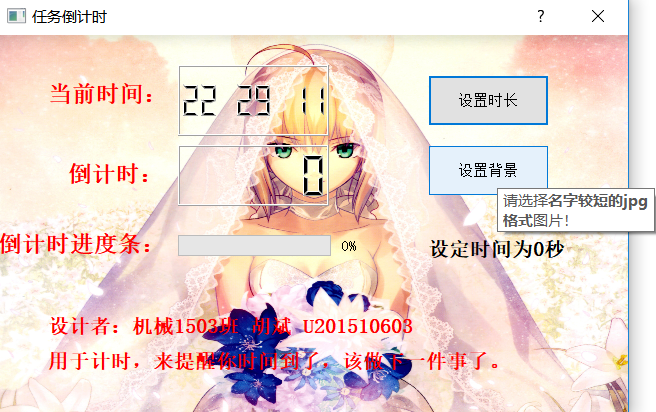 任务倒计时
当前时间： 22 29 11 设置时长
倒计时： 0 设置背景
请选择名字较短的jpg
格式图片！
倒计时进度条： 0% 设定时间为0秒
设计者：机械1503班 胡斌 U201510603
用于计时，来提醒你时间到了，该做下一件事了。